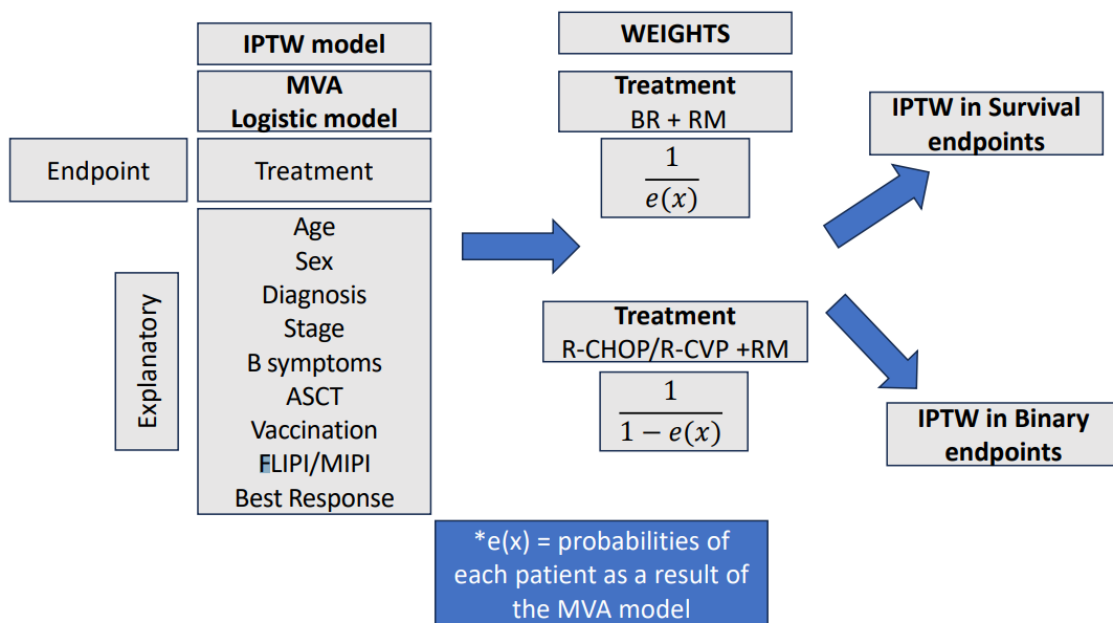 IPTW model
MVA
Logistic model
Endpoint
Treatment
Explanatory
Age
Sex
Diagnosis
Stage
B symptoms
ASCT
Vaccination
FLIPI/MIPI
Best Response
WEIGHTS
Treatment
BR + RM
1
e(x)
Treatment
R-CHOP/R-CVP +RM
1
1 − e(x)
*e(x) = probabilities of
each patient as a result of
the MVA model
IPTW in Survival
endpoints
IPTW in Binary
endpoints